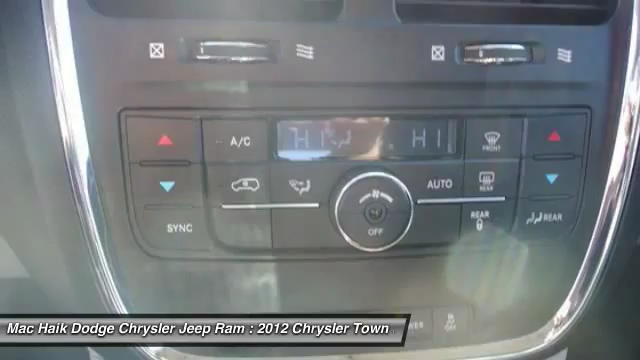 A/C
HI
HI
FRONT
AUTO
REAR
SYNC
OFF
REAR
REAR
Mac Haik Dodge Chrysler Jeep Ram : 2012 Chrysler Town